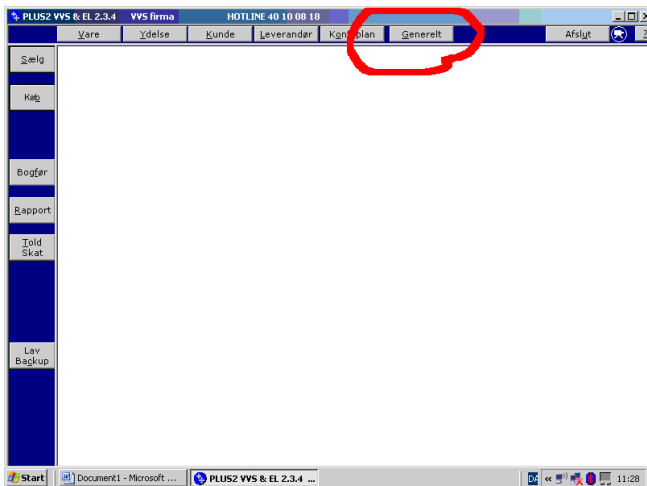 PLUS2 VVS & EL 2.3.4 VVS firma HOTLINE 40 10 08 18
Vare Ydelse Kunde Leverandør Kontoplan Generelt Afslut ?
Sælg
Køb
Bogfør
Rapport
Told
Skat
Lav
Backup
Start Document1 - Microsoft ... PLUS2 VVS & EL 2.3.4 ... DA « 11:28